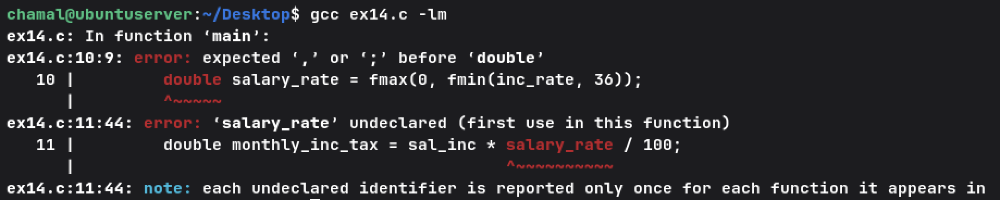 chamal@ubuntuserver:~/Desktop$ gcc ex14.c -lm
ex14.c: In function ‘main’:
ex14.c:10:9: error: expected ‘,’ or ‘;’ before ‘double’
   10 |         double salary_rate = fmax(0, fmin(inc_rate, 36));
      |         ^~~~~~
ex14.c:11:44: error: ‘salary_rate’ undeclared (first use in this function)
   11 |         double monthly_inc_tax = sal_inc * salary_rate / 100;
      |                                            ^~~~~~~~~~~
ex14.c:11:44: note: each undeclared identifier is reported only once for each function it appears in